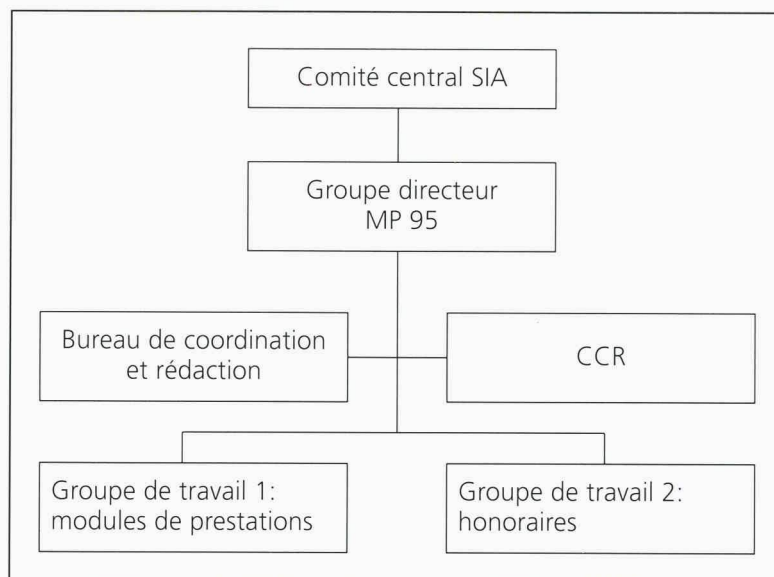 Comité central SIA
Groupe directeur
MP 95
Bureau de coordination
et rédaction
CCR
Groupe de travail 1:
modules de prestations
Groupe de travail 2:
honoraires